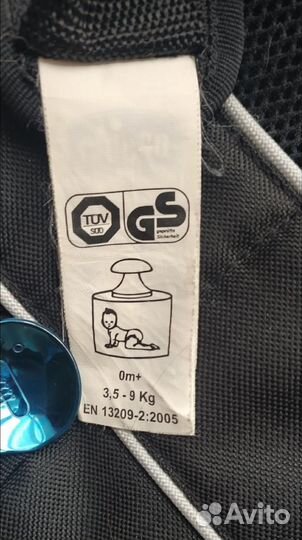 TÜV
SÜD
GS
geprüfte
Sicherheit
0m+
3,5 - 9 Kg
EN 13209-2:2005
Avito